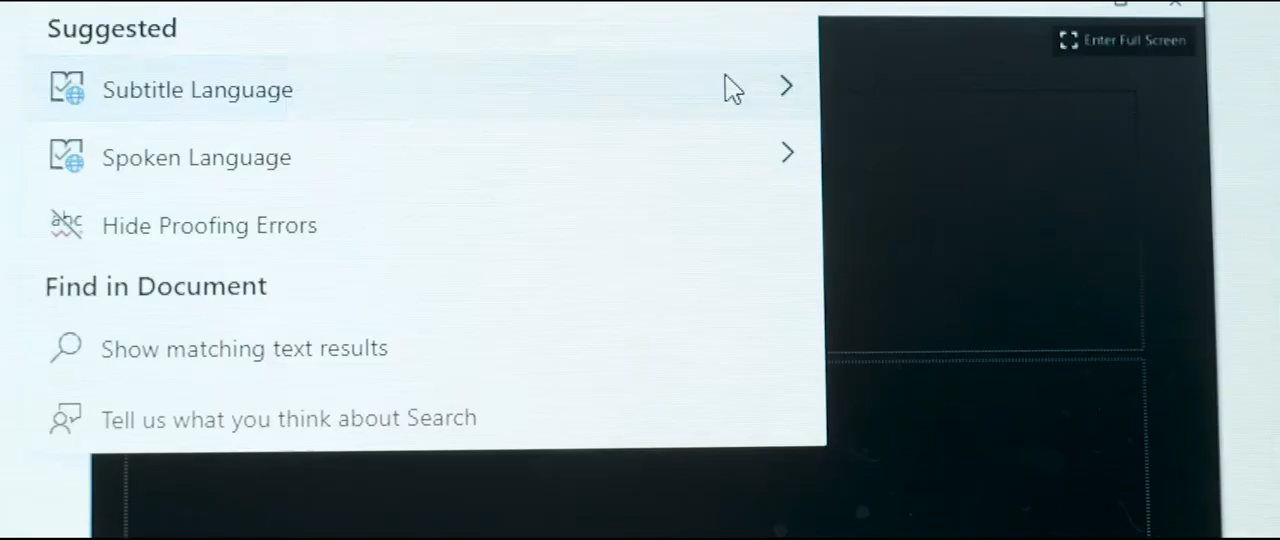 Suggested
Enter Full Screen
Subtitle Language
Spoken Language
abc
Hide Proofing Errors
Find in Document
Show matching text results
Tell us what you think about Search